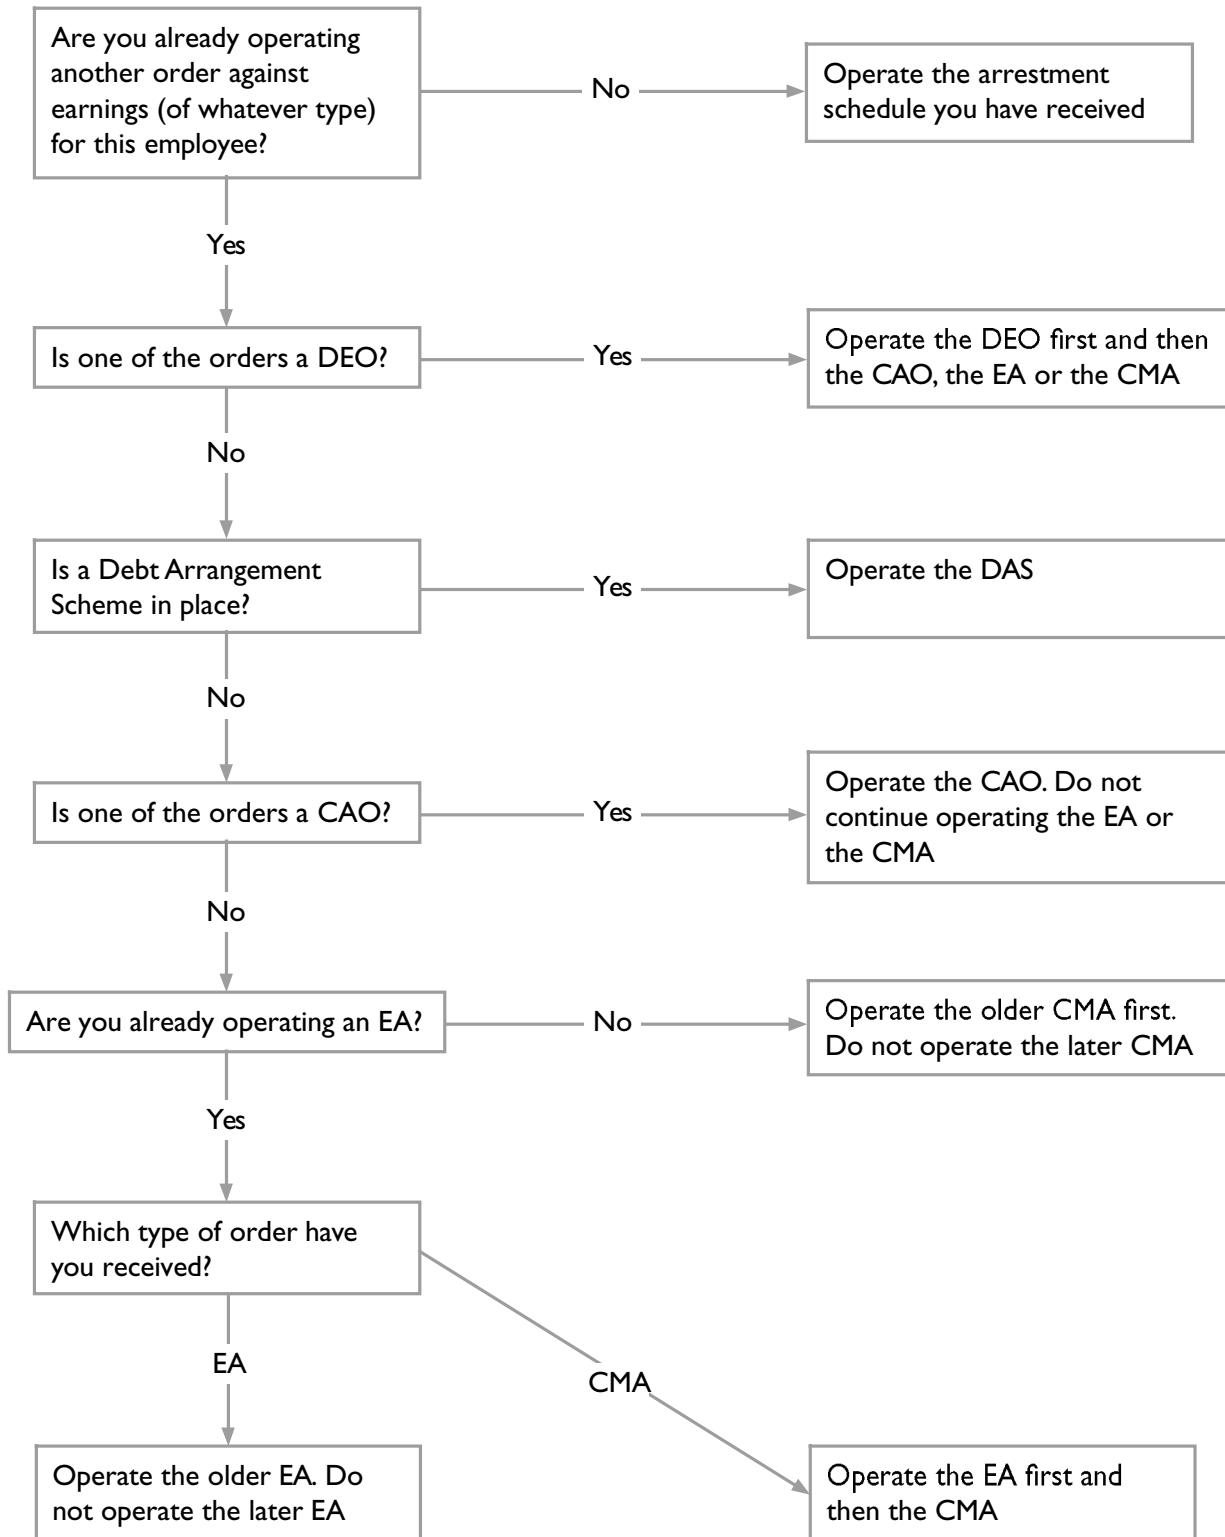 Are you already operating
another order against
earnings (of whatever type)
for this employee?
No
Operate the arrestment
schedule you have received
Yes
Is one of the orders a DEO?
Yes
Operate the DEO first and then
the CAO, the EA or the CMA
No
Is a Debt Arrangement
Scheme in place?
Yes
Operate the DAS
No
Is one of the orders a CAO?
Yes
Operate the CAO. Do not
continue operating the EA or
the CMA
No
Are you already operating an EA?
No
Operate the older CMA first.
Do not operate the later CMA
Yes
Which type of order have
you received?
EA
CMA
Operate the older EA. Do
not operate the later EA
Operate the EA first and
then the CMA